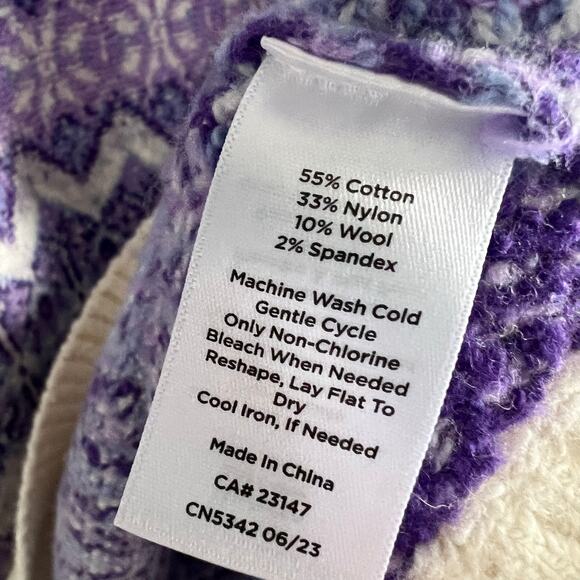 55% Cotton
33% Nylon
10% Wool
2% Spandex
Machine Wash Cold
Gentle Cycle
Only Non-Chlorine
Bleach When Needed
Reshape, Lay Flat To
Dry
Cool Iron, If Needed
Made In China
CA# 23147
CN5342 06/23